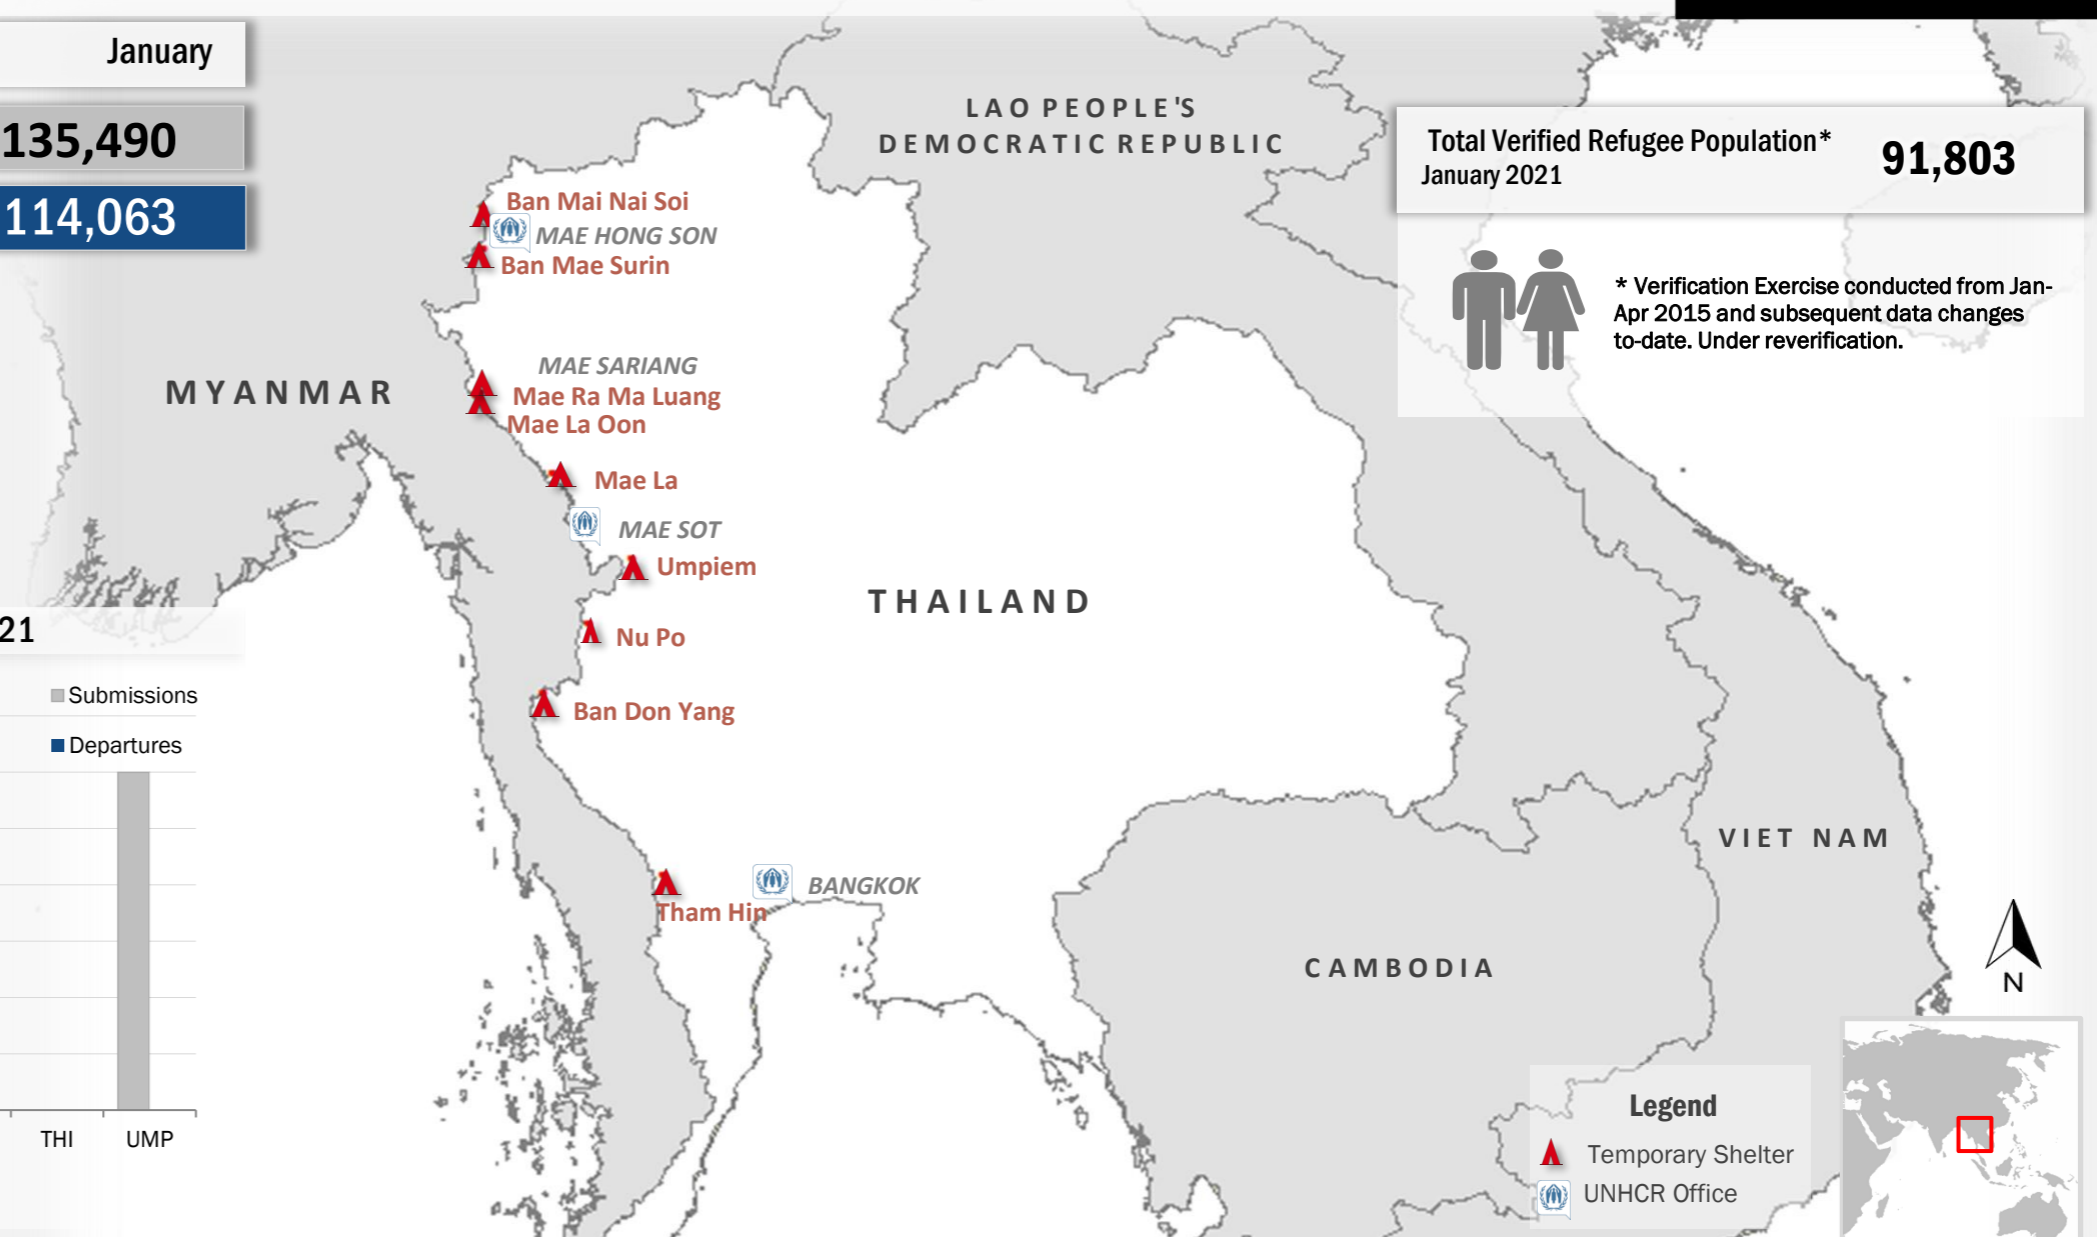 January
135,490
114,063
LAO PEOPLE'S
DEMOCRATIC REPUBLIC
Total Verified Refugee Population*
January 2021
91,803
* Verification Exercise conducted from Jan-
Apr 2015 and subsequent data changes
to-date. Under reverification.
Ban Mai Nai Soi
MAE HONG SON
Ban Mae Surin
MYANMAR
MAE SARIANG
Mae Ra Ma Luang
Mae La Oon
Mae La
MAE SOT
Umpiem
THAILAND
Nu Po
Ban Don Yang
21
Submissions
Departures
THI
UMP
Tham Hin
BANGKOK
VIET NAM
CAMBODIA
N
Legend
Temporary Shelter
UNHCR Office